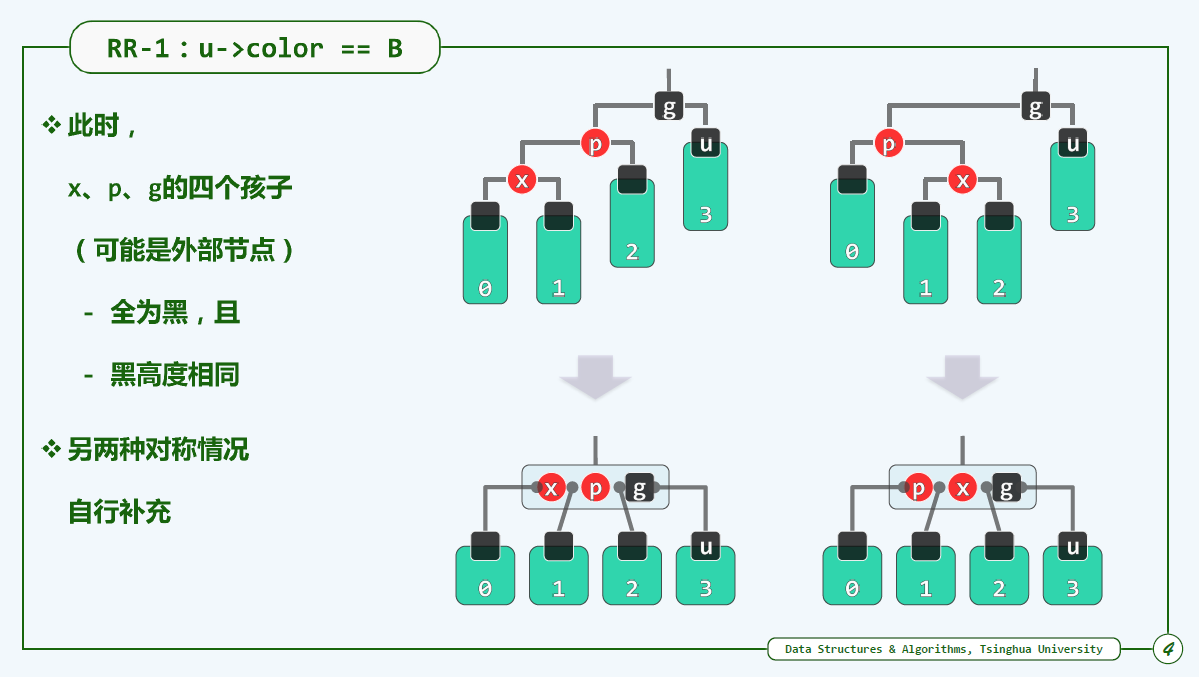 RR-1：u->color == B
❖ 此时，
x、p、g的四个孩子
（可能是外部节点）
- 全为黑，且
- 黑高度相同
❖ 另两种对称情况
自行补充
g
p
u
x
3
2
0
1
g
p
u
x
3
0
1
2
x p g
u
0 1 2 3
p x g
u
0 1 2 3
Data Structures & Algorithms, Tsinghua University
4